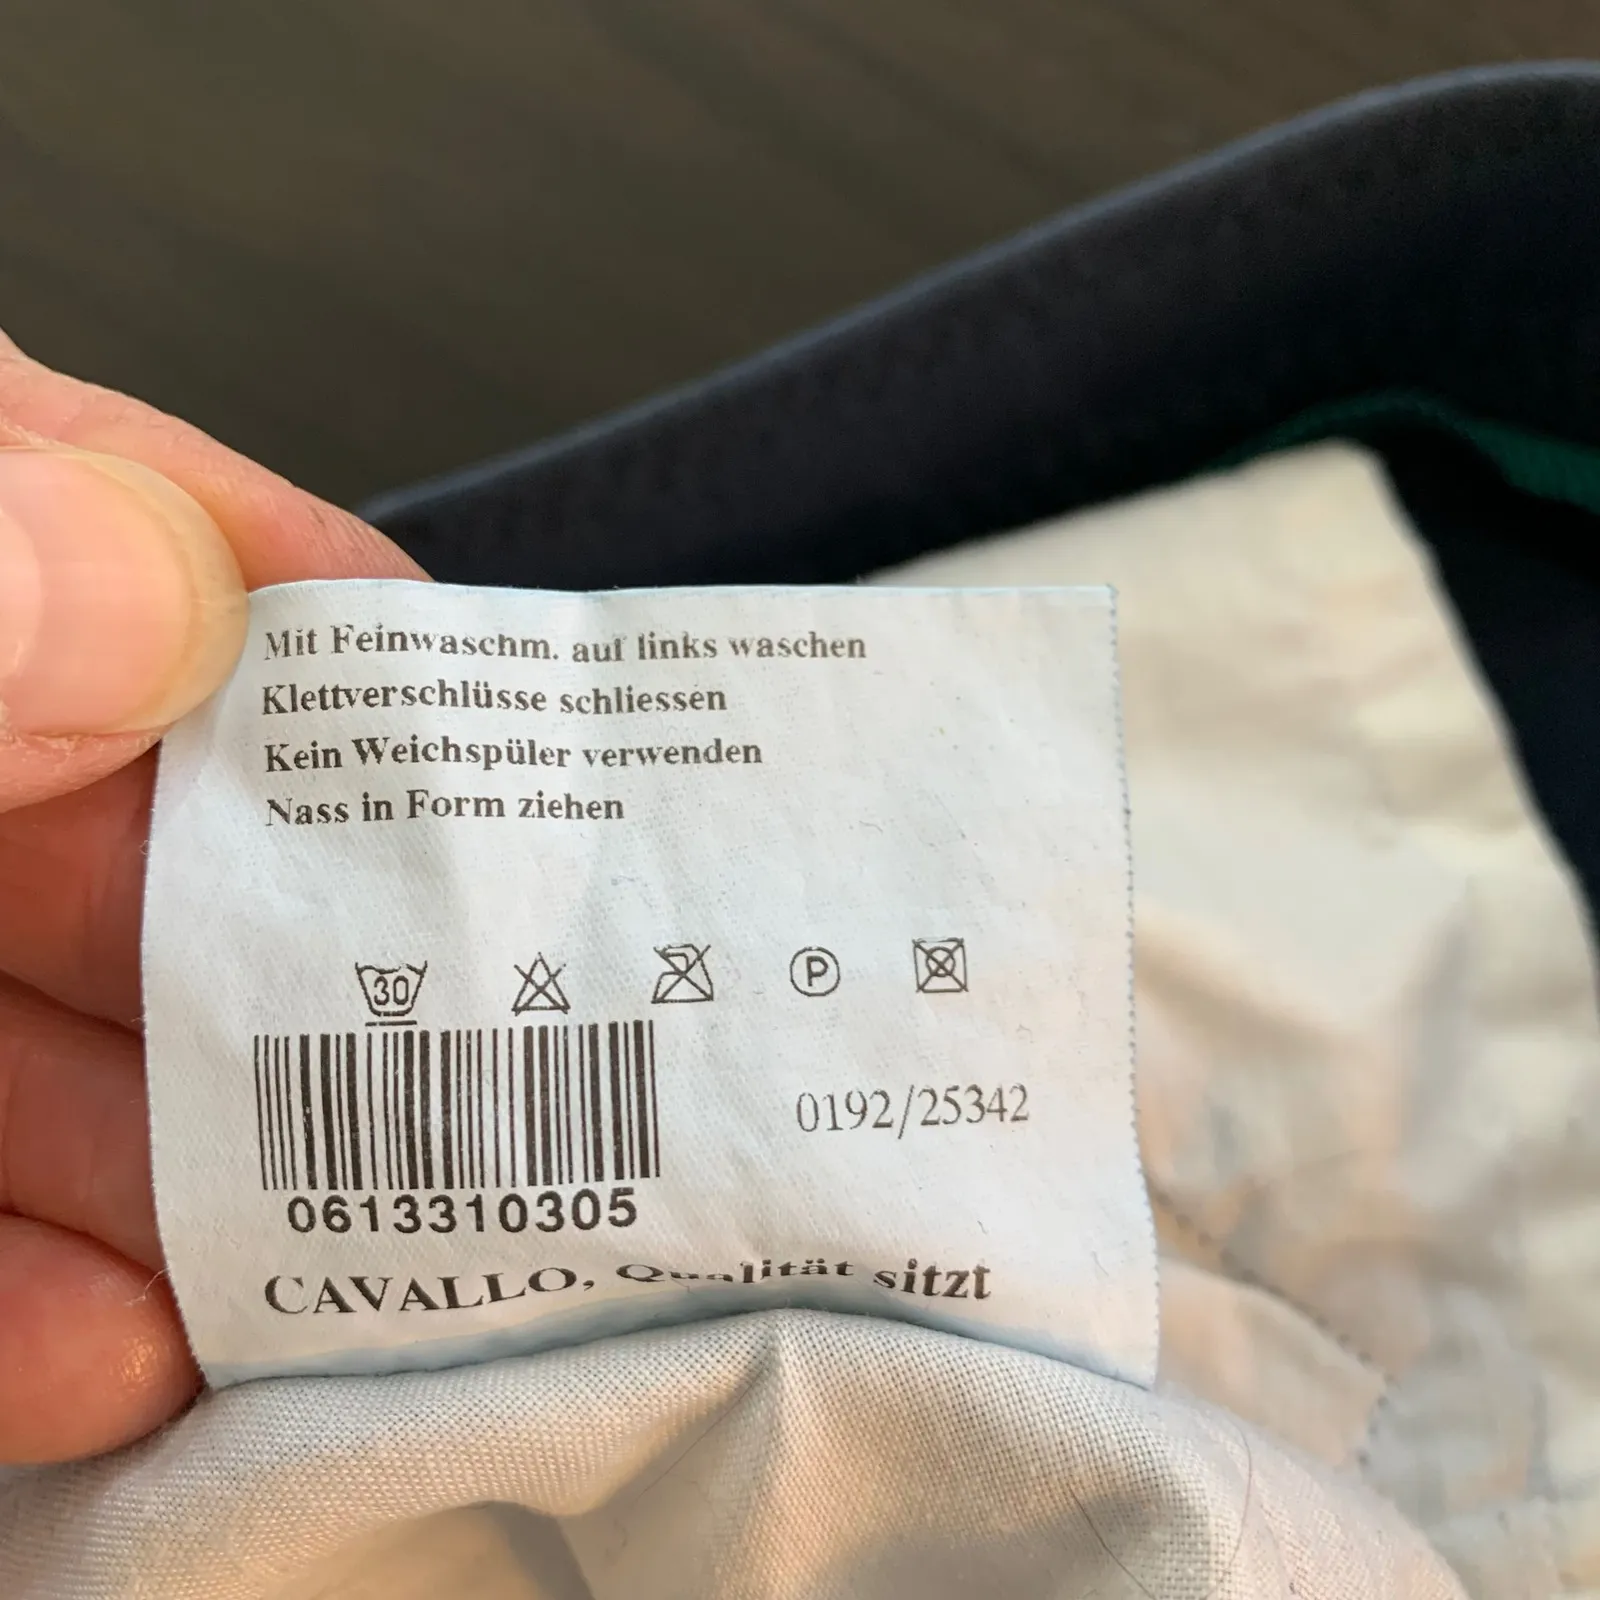 Mit Feinwaschm. auf links waschen
Klettverschlüsse schliessen
Kein Weichspüler verwenden
Nass in Form ziehen
30
P
0192/25342
0613310305
CAVALLO, Qualität sitzt